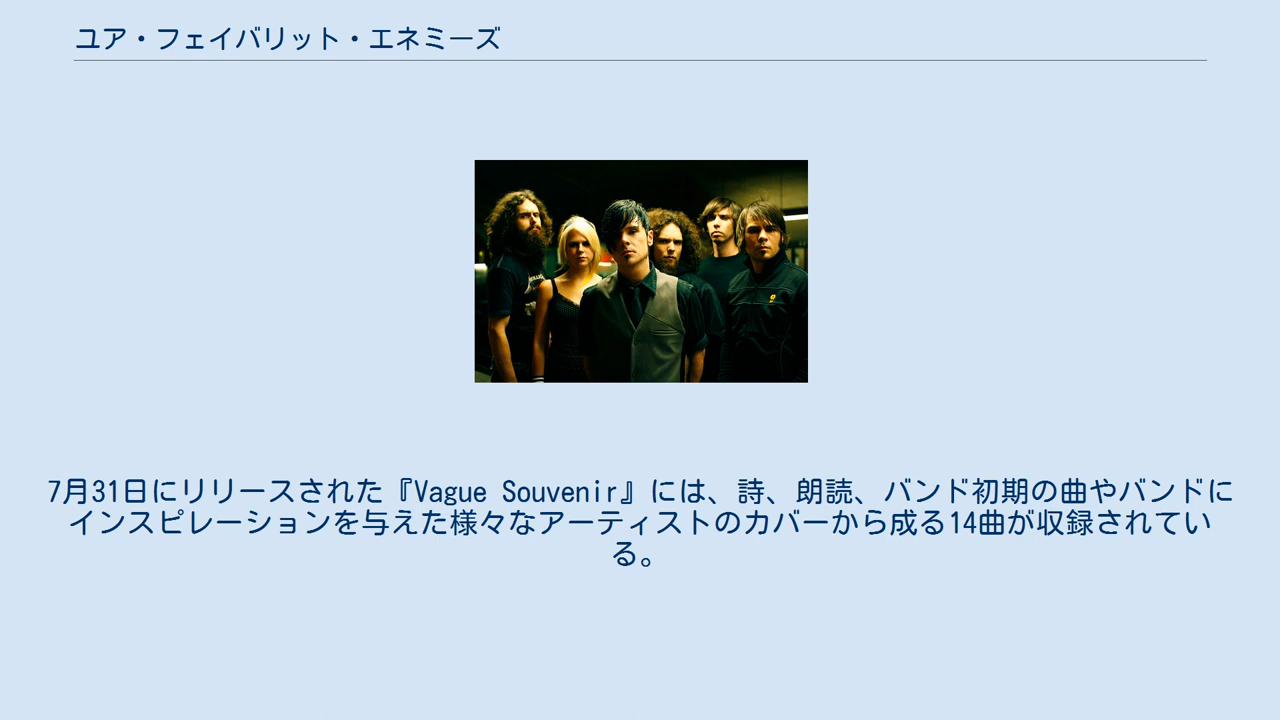 ユア・フェイバリット・エネミーズ
7月31日にリリースされた『Vague Souvenir』には、詩、朗読、バンド初期の曲やバンドに
インスピレーションを与えた様々なアーティストのカバーから成る14曲が収録されてい
る。